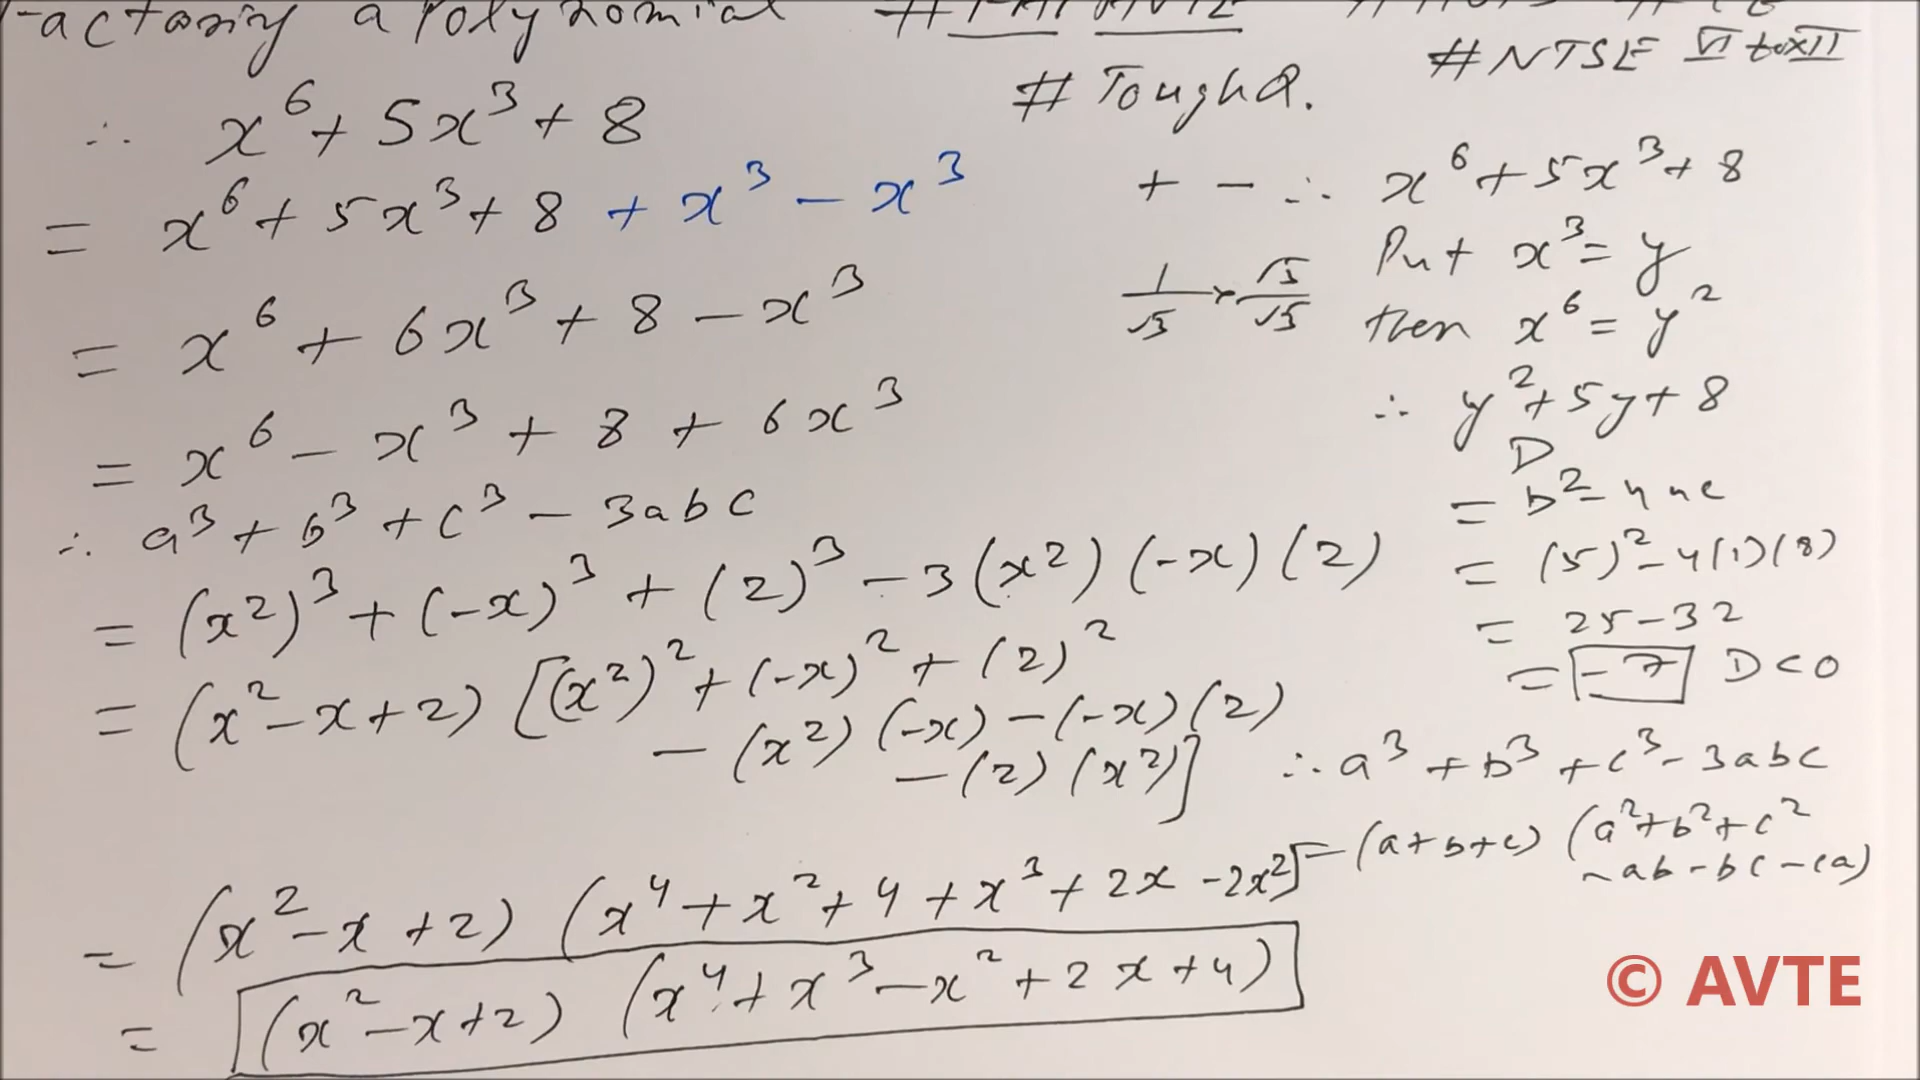 a Polynomial
#NTSE VI to XII
# Tough Q.
∴ x⁶ + 5x³ + 8
= x⁶ + 5x³ + 8 + x³ - x³
= x⁶ + 6x³ + 8 - x³
= x⁶ - x³ + 8 + 6x³
∴ a³ + b³ + c³ - 3abc
= (x²)³ + (-x)³ + (2)³ - 3(x²)(-x)(2)
= (x² - x + 2) [(x²)² + (-x)² + (2)²
- (x²)(-x) - (-x)(2)
- (2)(x²)]
= (x² - x + 2) (x⁴ + x² + 4 + x³ + 2x - 2x²]
= (x² - x + 2) (x⁴ + x³ - x² + 2x + 4)
+ - ∴ x⁶ + 5x³ + 8
Put x³ = y
1/√3 × √3/√3
then x⁶ = y²
∴ y² + 5y + 8
D
= b² - 4ac
= (5)² - 4(1)(8)
= 25 - 32
= -7 D < 0
∴ a³ + b³ + c³ - 3abc
= (a + b + c) (a² + b² + c²
- ab - bc - ca)
© AVTE